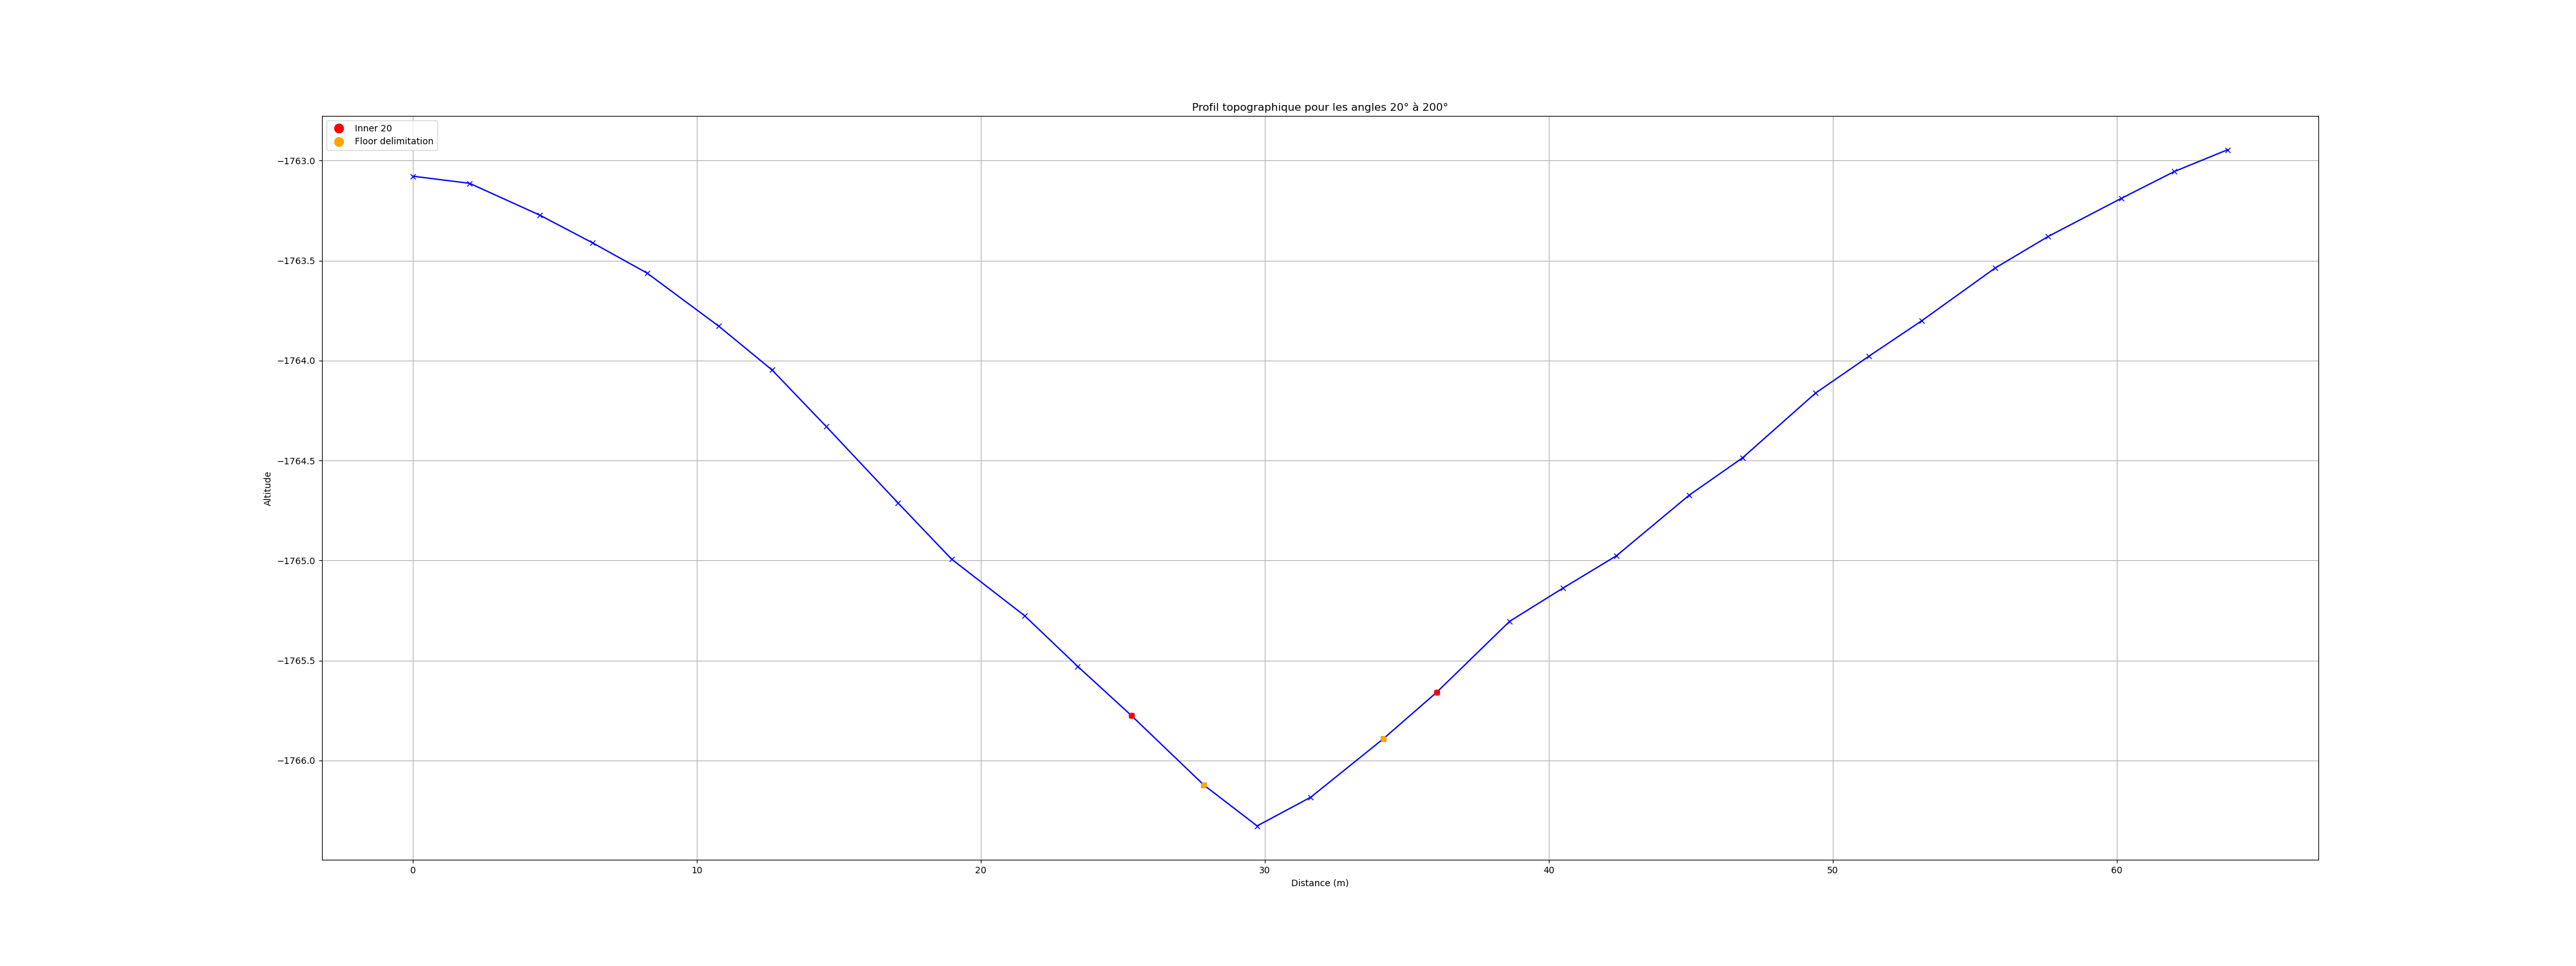 Profil topographique pour les angles 20° à 200°
Inner 20
Floor delimitation
−1763.0
−1763.5
−1764.0
−1764.5
−1765.0
−1765.5
−1766.0
Altitude
0 10 20 30 40 50 60
Distance (m)